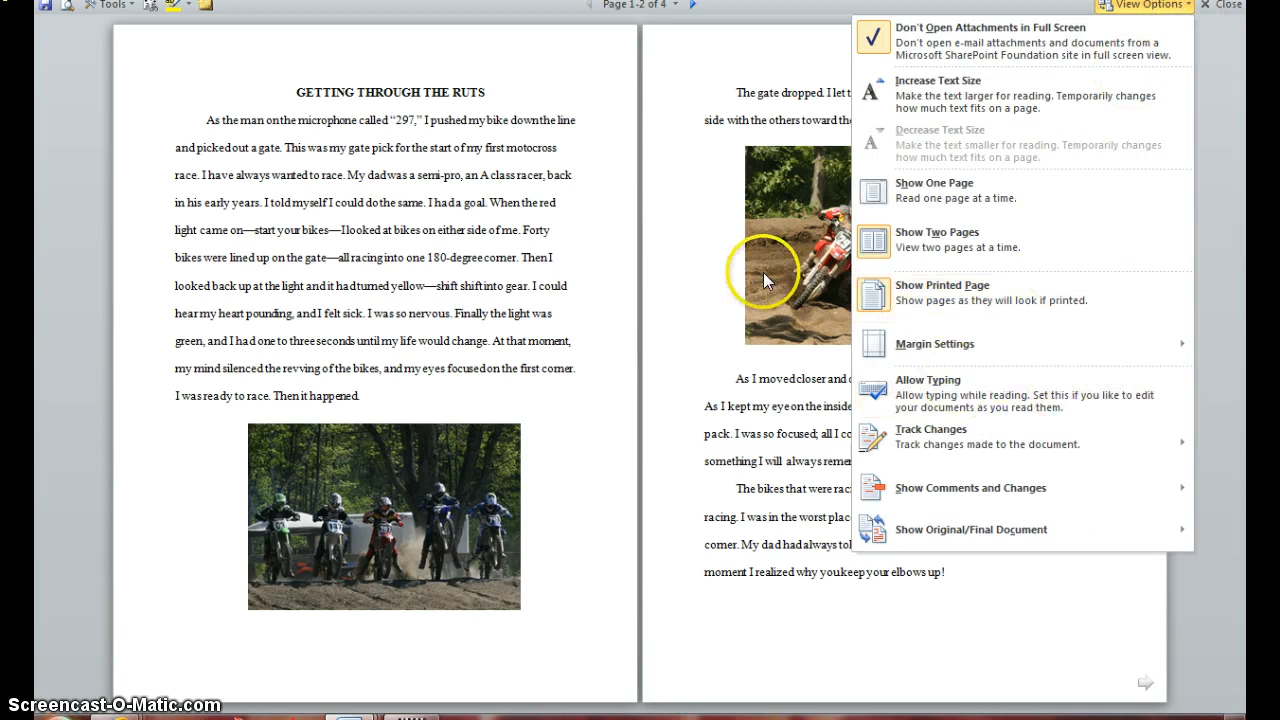 Tools
Page 1-2 of 4
View Options
Close
GETTING THROUGH THE RUTS
As the man on the microphone called “297,” I pushed my bike down the line
and picked out a gate. This was my gate pick for the start of my first motocross
race. I have always wanted to race. My dad was a semi-pro, an A class racer, back
in his early years. I told myself I could do the same. I had a goal. When the red
light came on—start your bikes—I looked at bikes on either side of me. Forty
bikes were lined up on the gate—all racing into one 180-degree corner. Then I
looked back up at the light and it had turned yellow—shift shift into gear. I could
hear my heart pounding, and I felt sick. I was so nervous. Finally the light was
green, and I had one to three seconds until my life would change. At that moment,
my mind silenced the revving of the bikes, and my eyes focused on the first corner.
I was ready to race. Then it happened.
The gate dropped. I let
side with the others toward the
As I moved closer and
As I kept my eye on the inside
pack. I was so focused; all I
something I will always
The bikes that were
racing. I was in the worst place
corner. My dad had always
moment I realized why you keep your elbows up!
Don't Open Attachments in Full Screen
Don't open e-mail attachments and documents from a
Microsoft SharePoint Foundation site in full screen view.
Increase Text Size
Make the text larger for reading. Temporarily changes
how much text fits on a page.
Decrease Text Size
Make the text smaller for reading. Temporarily changes
how much text fits on a page.
Show One Page
Read one page at a time.
Show Two Pages
View two pages at a time.
Show Printed Page
Show pages as they will look if printed.
Margin Settings
Allow Typing
Allow typing while reading. Set this if you like to edit
your documents as you read them.
Track Changes
Track changes made to the document.
Show Comments and Changes
Show Original/Final Document
Screencast-O-Matic.com